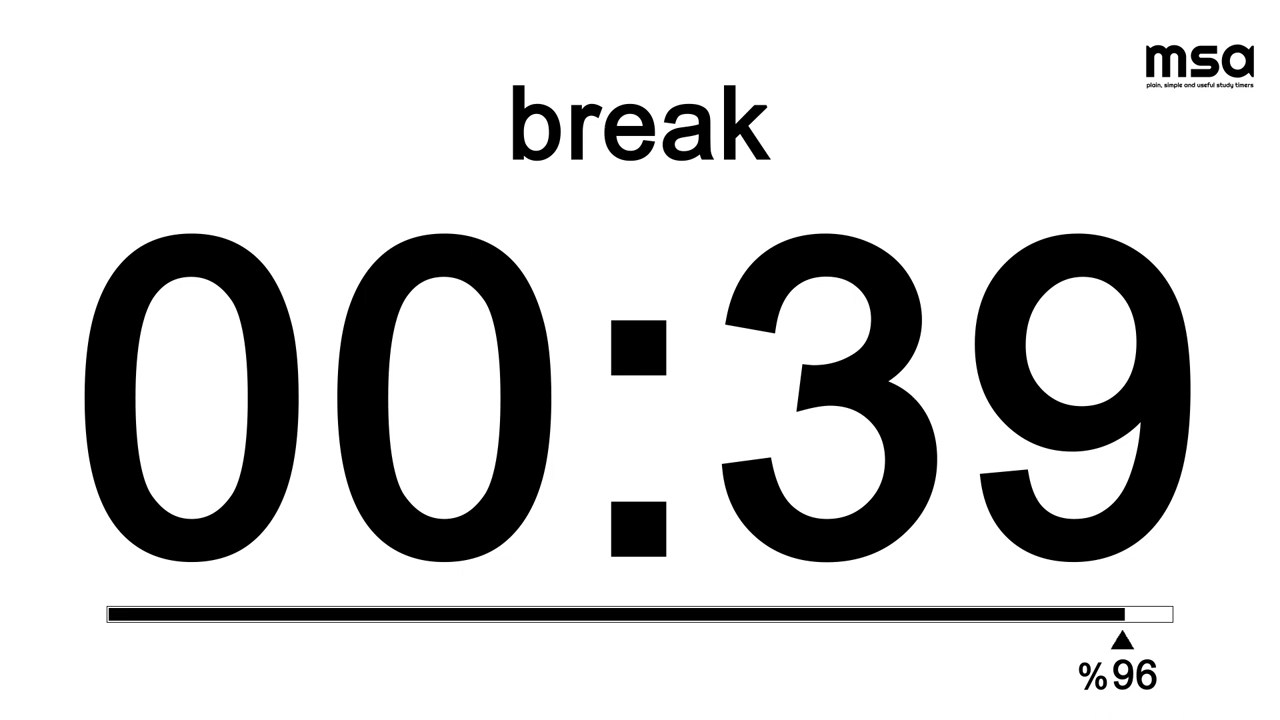 msa
plain, simple and useful study timers
break
00:39
%96